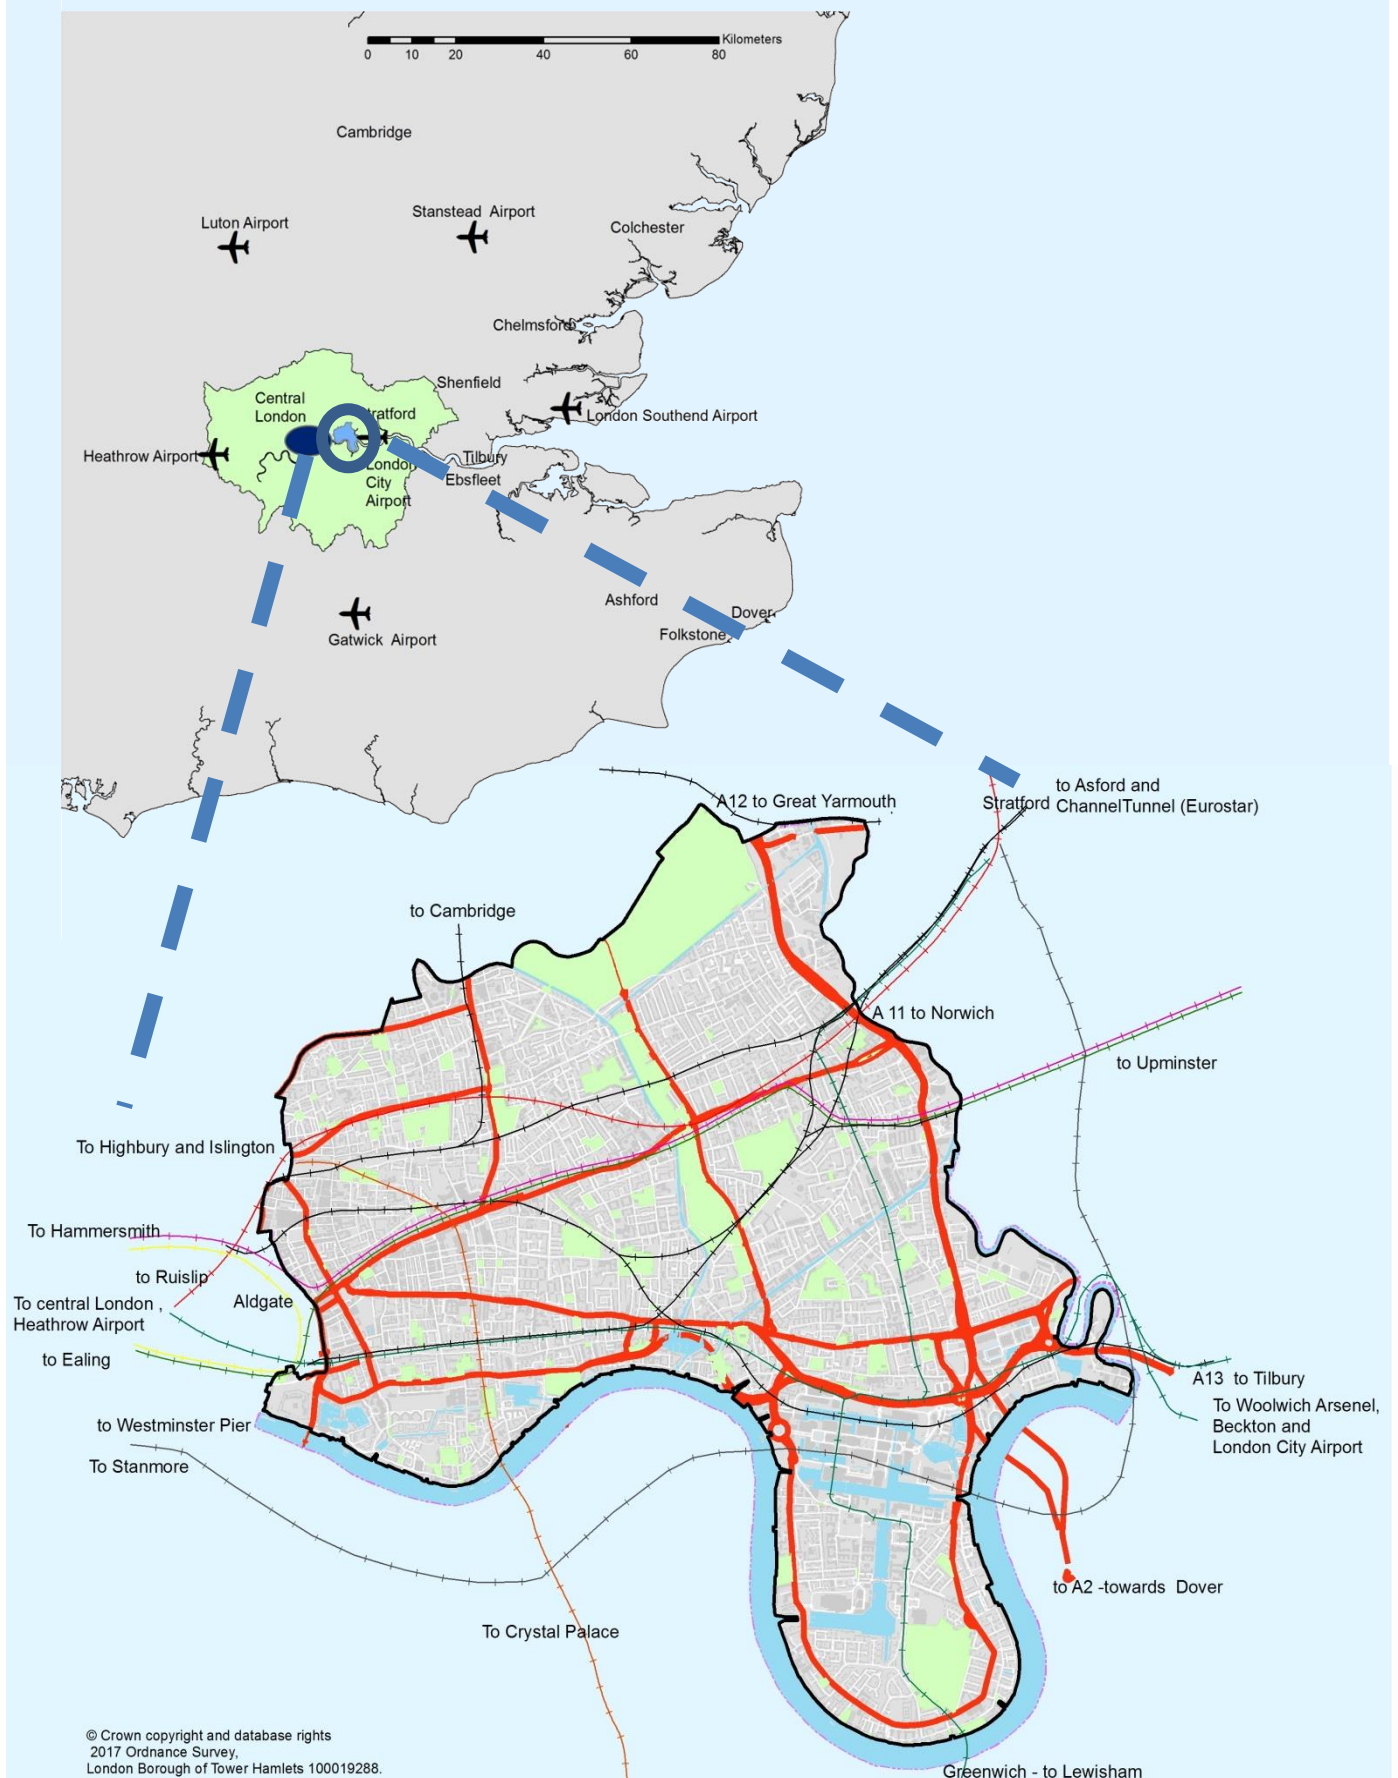 Kilometers
0 10 20 40 60 80
Cambridge
Luton Airport
Stanstead Airport
Colchester
Chelmsford
Shenfield
Central
London
tratford
London Southend Airport
Heathrow Airport
London
City
Airport
Tilbury
Ebsfleet
Ashford
Dover
Folkstone
Gatwick Airport
to Asford and
ChannelTunnel (Eurostar)
Stratford
A12 to Great Yarmouth
to Cambridge
A 11 to Norwich
to Upminster
To Highbury and Islington
To Hammersmith
to Ruislip
Aldgate
To central London ,
Heathrow Airport
to Ealing
A13 to Tilbury
To Woolwich Arsenel,
Beckton and
London City Airport
to Westminster Pier
To Stanmore
to A2 -towards Dover
To Crystal Palace
© Crown copyright and database rights
2017 Ordnance Survey,
London Borough of Tower Hamlets 100019288.
Greenwich - to Lewisham